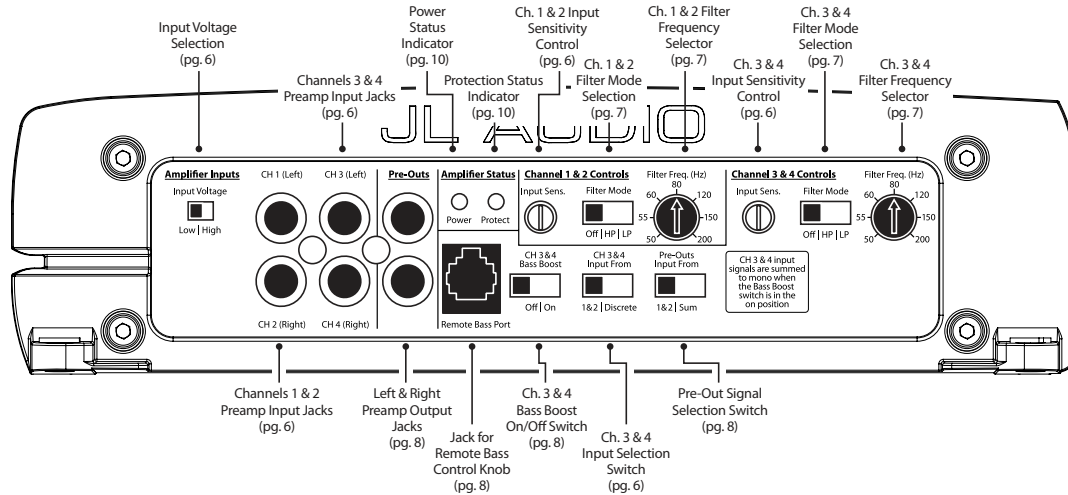 Input Voltage
Selection
(pg. 6)
Channels 3 & 4
Preamp Input Jacks
(pg. 6)
Power
Status
Indicator
(pg. 10)
Protection Status
Indicator
(pg. 10)
Ch. 1 & 2 Input
Sensitivity
Control
(pg. 6)
Ch. 1 & 2
Filter Mode
Selection
(pg. 7)
Ch. 1 & 2 Filter
Frequency
Selector
(pg. 7)
Ch. 3 & 4
Input Sensitivity
Control
(pg. 6)
Ch. 3 & 4
Filter Mode
Selection
(pg. 7)
Ch. 3 & 4
Filter Frequency
Selector
(pg. 7)
JL AUDIO
Amplifier Inputs
Input Voltage
Low | High
CH 1 (Left)
CH 3 (Left)
CH 2 (Right)
CH 4 (Right)
Pre-Outs
Amplifier Status
Power
Protect
Remote Bass Port
Channel 1 & 2 Controls
Input Sens.
Filter Mode
Off | HP | LP
Filter Freq. (Hz)
80
60
120
55
150
50
200
CH 3 & 4
Bass Boost
Off | On
CH 3 & 4
Input From
1&2 | Discrete
Pre-Outs
Input From
1&2 | Sum
Channel 3 & 4 Controls
Input Sens.
Filter Mode
Off | HP | LP
Filter Freq. (Hz)
80
60
120
55
150
50
200
CH 3 & 4 input
signals are summed
to mono when
the Bass Boost
switch is in the
on position
Channels 1 & 2
Preamp Input Jacks
(pg. 6)
Left & Right
Preamp Output
Jacks
(pg. 8)
Jack for
Remote Bass
Control Knob
(pg. 8)
Ch. 3 & 4
Bass Boost
On/Off Switch
(pg. 8)
Ch. 3 & 4
Input Selection
Switch
(pg. 6)
Pre-Out Signal
Selection Switch
(pg. 8)